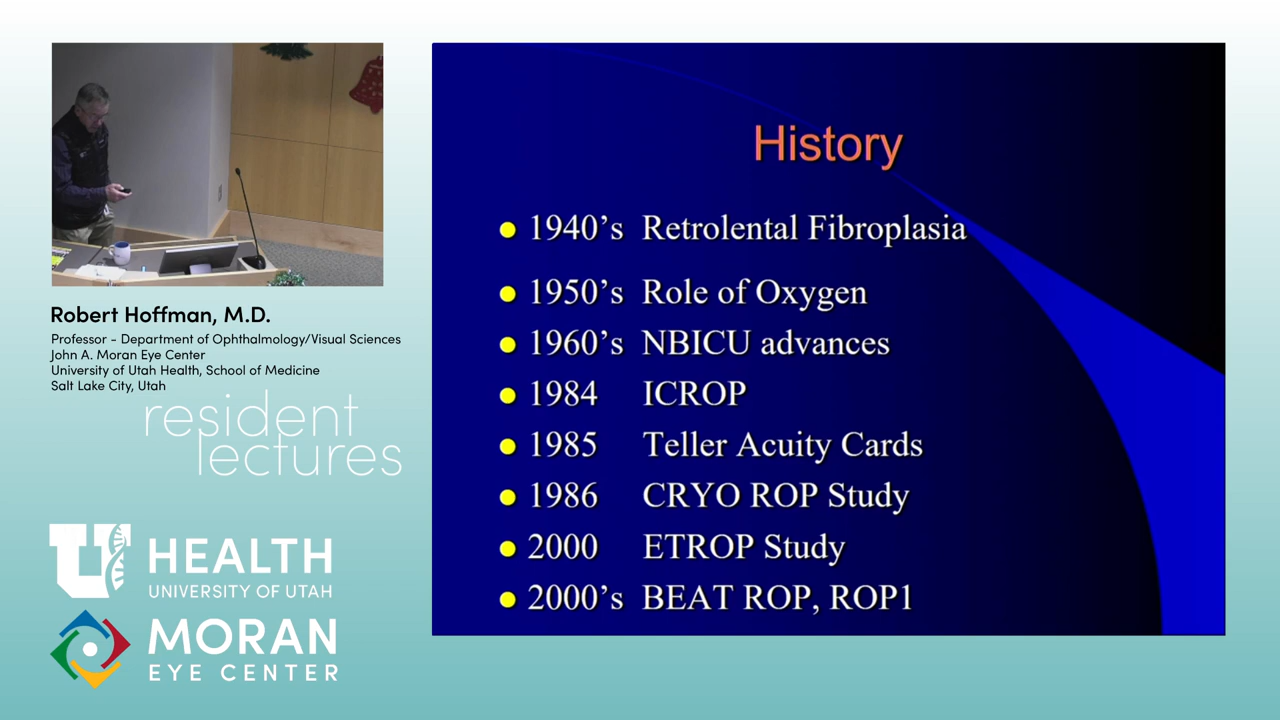 Robert Hoffman, M.D.
Professor - Department of Ophthalmology/Visual Sciences
John A. Moran Eye Center
University of Utah Health, School of Medicine
Salt Lake City, Utah
resident
lectures
U HEALTH
UNIVERSITY OF UTAH
MORAN
EYE CENTER
History
1940’s Retrolental Fibroplasia
1950’s Role of Oxygen
1960’s NBICU advances
1984 ICROP
1985 Teller Acuity Cards
1986 CRYO ROP Study
2000 ETROP Study
2000’s BEAT ROP, ROP1